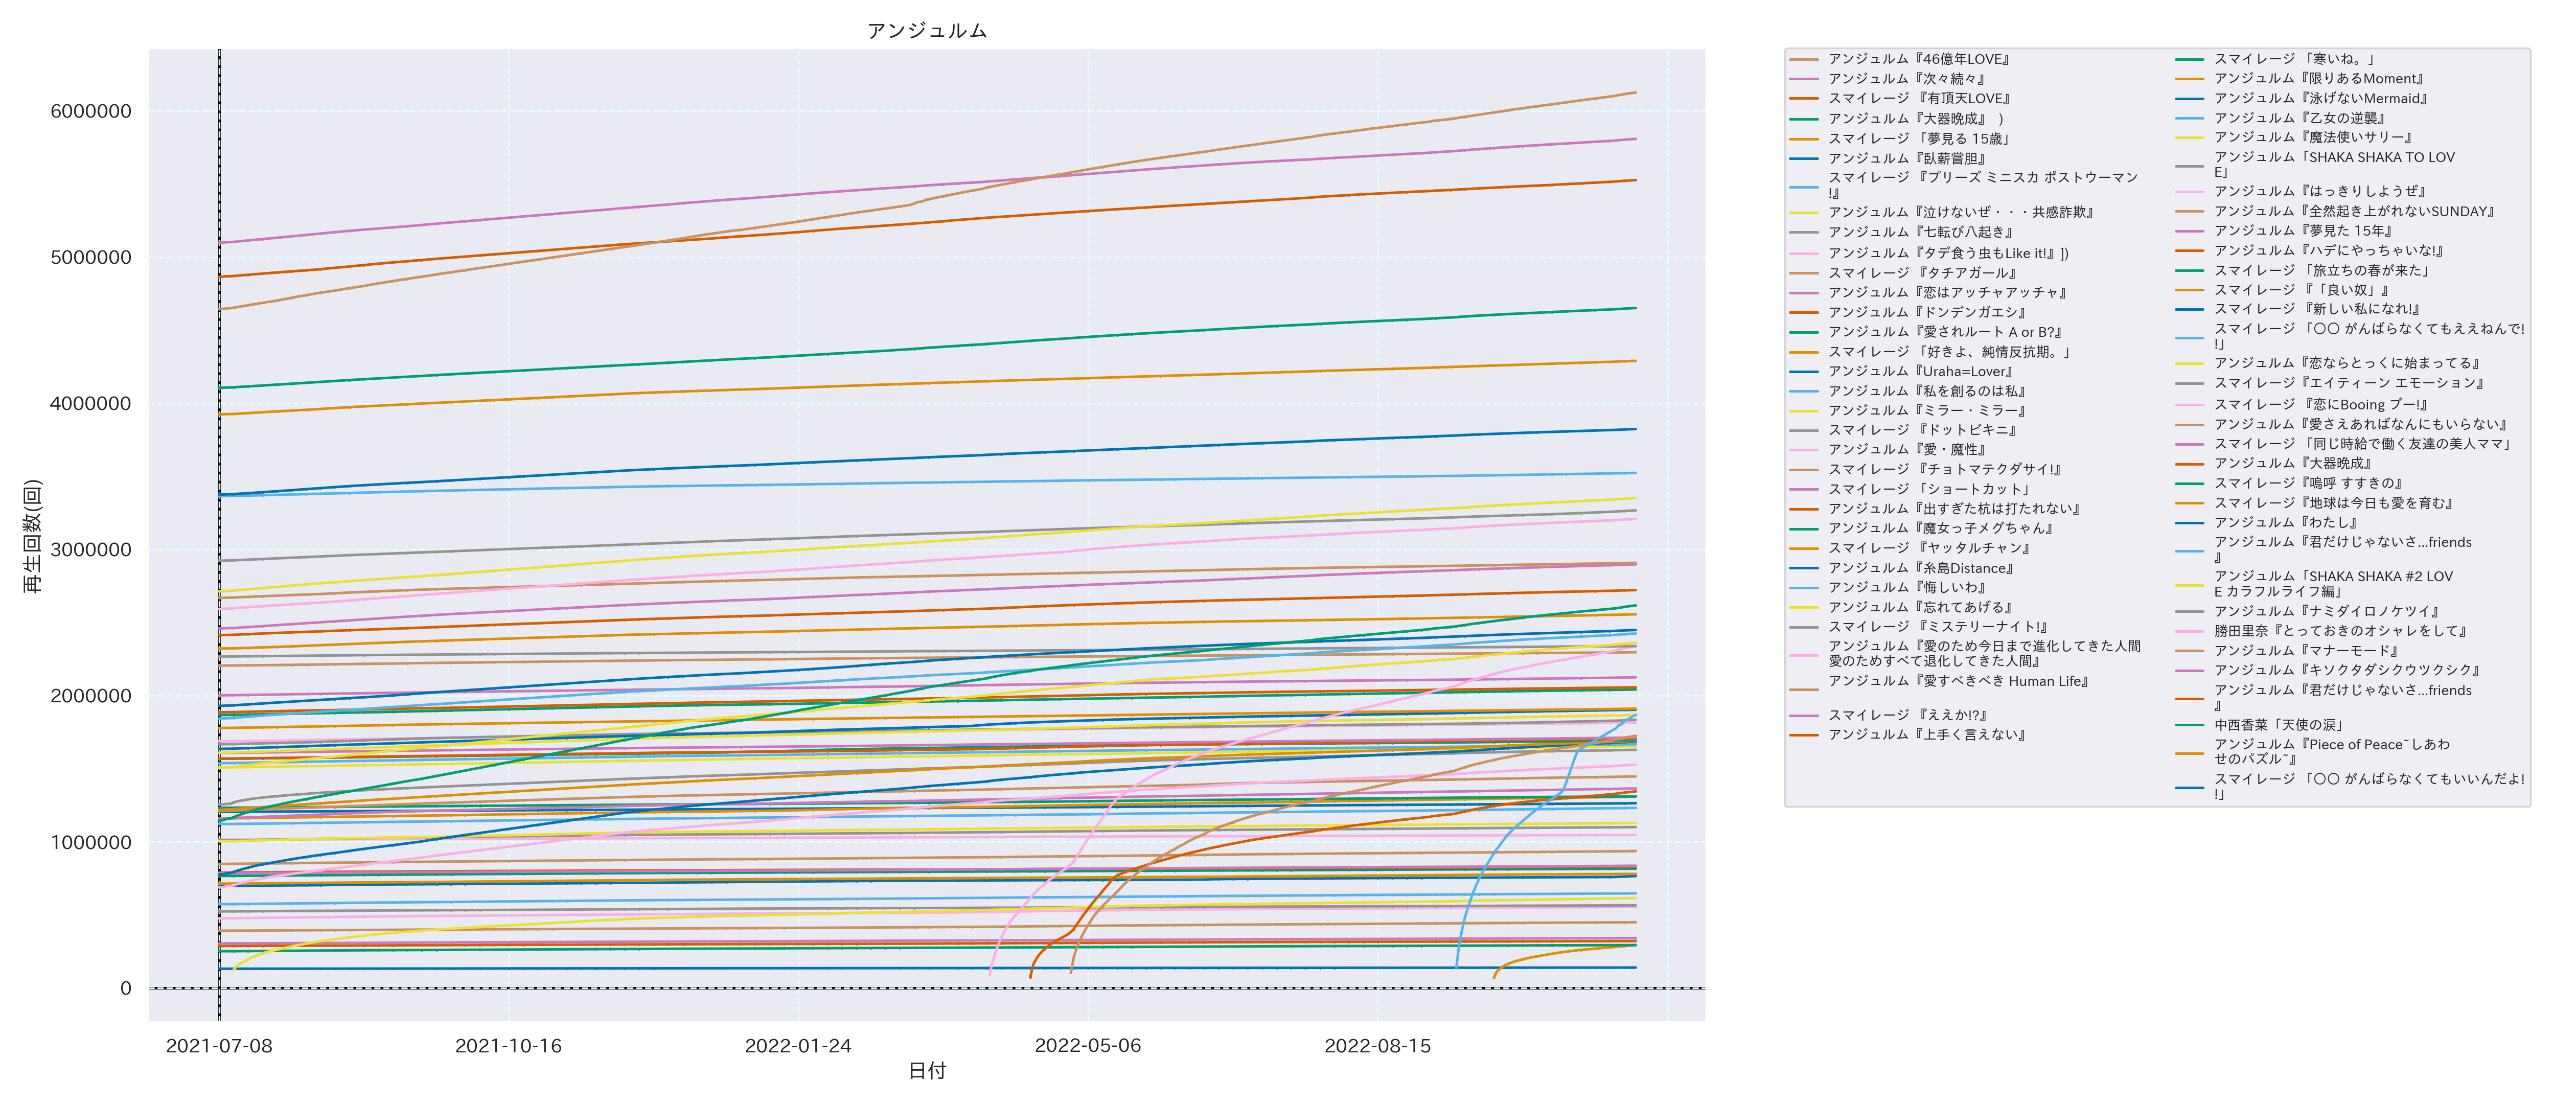 アンジュルム
再生回数(回)
6000000
5000000
4000000
3000000
2000000
1000000
0
2021-07-08
2021-10-16
2022-01-24
2022-05-06
2022-08-15
日付
アンジュルム『46億年LOVE』
アンジュルム『次々続々』
スマイレージ 『有頂天LOVE』
アンジュルム『大器晩成』 )
スマイレージ 「夢見る 15歳」
アンジュルム『臥薪嘗胆』
スマイレージ 『プリーズ ミニスカ ポストウーマン
!』
アンジュルム『泣けないぜ・・・共感詐欺』
アンジュルム『七転び八起き』
アンジュルム『タデ食う虫もLike it!』])
スマイレージ 『タチアガール』
アンジュルム『恋はアッチャアッチャ』
アンジュルム『ドンデンガエシ』
アンジュルム『愛されルート A or B?』
スマイレージ 「好きよ、純情反抗期。」
アンジュルム『Uraha=Lover』
アンジュルム『私を創るのは私』
アンジュルム『ミラー・ミラー』
スマイレージ 『ドットビキニ』
アンジュルム『愛・魔性』
スマイレージ 『チョトマテクダサイ!』
スマイレージ 「ショートカット」
アンジュルム『出すぎた杭は打たれない』
アンジュルム『魔女っ子メグちゃん』
スマイレージ 『ヤッタルチャン』
アンジュルム『糸島Distance』
アンジュルム『悔しいわ』
アンジュルム『忘れてあげる』
スマイレージ 『ミステリーナイト!』
アンジュルム『愛のため今日まで進化してきた人間
愛のためすべて退化してきた人間』
アンジュルム『愛すべきべき Human Life』
スマイレージ 『ええか!?』
アンジュルム『上手く言えない』
スマイレージ 「寒いね。」
アンジュルム『限りあるMoment』
アンジュルム『泳げないMermaid』
アンジュルム『乙女の逆襲』
アンジュルム『魔法使いサリー』
アンジュルム「SHAKA SHAKA TO LOV
E」
アンジュルム『はっきりしようぜ』
アンジュルム『全然起き上がれないSUNDAY』
アンジュルム『夢見た 15年』
アンジュルム『ハデにやっちゃいな!』
スマイレージ 「旅立ちの春が来た」
スマイレージ 『「良い奴」』
スマイレージ 『新しい私になれ!』
スマイレージ 「〇〇 がんばらなくてもええねんで!
!」
アンジュルム『恋ならとっくに始まってる』
スマイレージ『エイティーン エモーション』
スマイレージ 『恋にBooing ブー!』
アンジュルム『愛さえあればなんにもいらない』
スマイレージ 「同じ時給で働く友達の美人ママ」
アンジュルム『大器晩成』
スマイレージ『嗚呼 すすきの』
スマイレージ『地球は今日も愛を育む』
アンジュルム『わたし』
アンジュルム『君だけじゃないさ...friends
』
アンジュルム「SHAKA SHAKA #2 LOV
E カラフルライフ編」
アンジュルム『ナミダイロノケツイ』
勝田里奈『とっておきのオシャレをして』
アンジュルム『マナーモード』
アンジュルム『キソクタダシクウツクシク』
アンジュルム『君だけじゃないさ...friends
』
中西香菜「天使の涙」
アンジュルム『Piece of Peace~しあわ
せのパズル~』
スマイレージ 「〇〇 がんばらなくてもいいんだよ!
!」